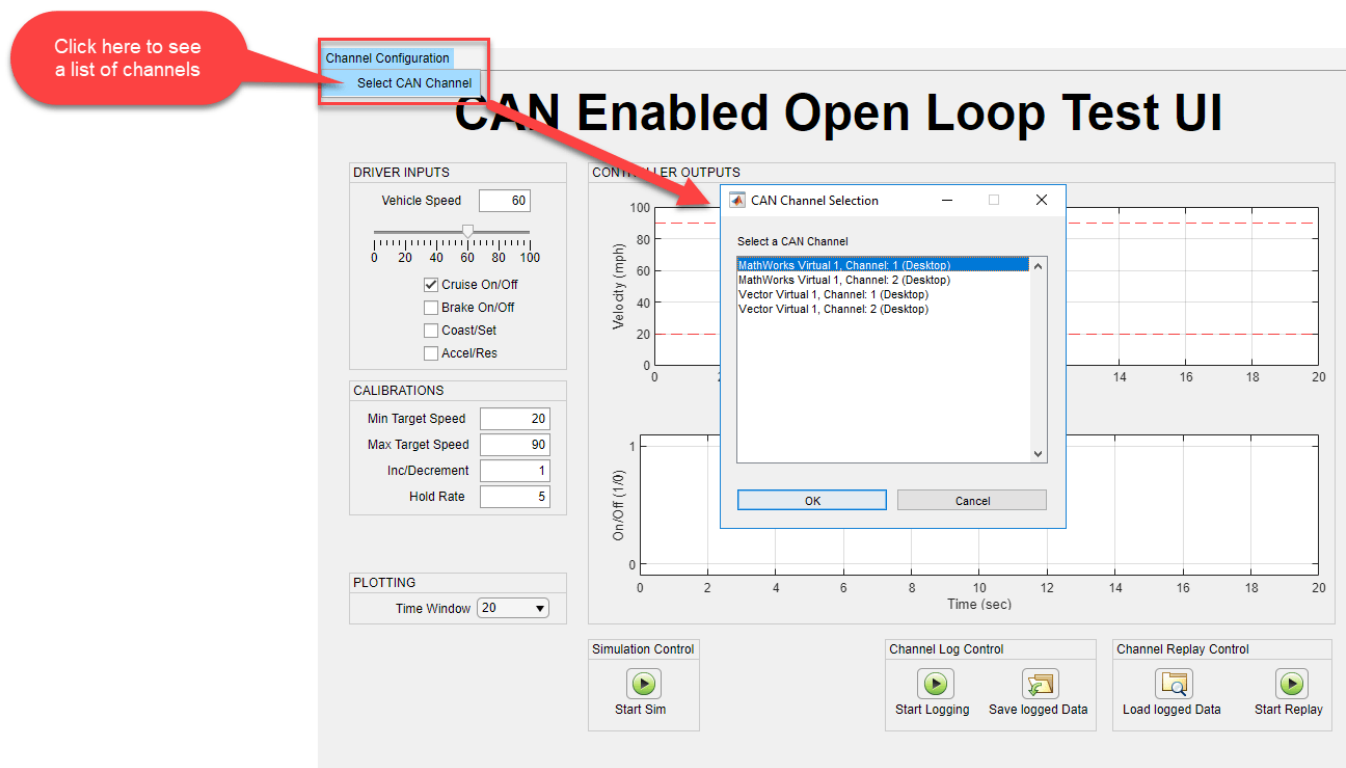 Click here to see
a list of channels
Channel Configuration
Select CAN Channel
CAN Enabled Open Loop Test UI
DRIVER INPUTS
Vehicle Speed 60
0 20 40 60 80 100
Cruise On/Off
Brake On/Off
Coast/Set
Accel/Res
CALIBRATIONS
Min Target Speed 20
Max Target Speed 90
Inc/Decrement 1
Hold Rate 5
PLOTTING
Time Window 20
CONTROLLER OUTPUTS
Velocity (mph)
100
80
60
40
20
0
0 14 16 18 20
CAN Channel Selection
Select a CAN Channel
MathWorks Virtual 1, Channel: 1 (Desktop)
MathWorks Virtual 1, Channel: 2 (Desktop)
Vector Virtual 1, Channel: 1 (Desktop)
Vector Virtual 1, Channel: 2 (Desktop)
OK Cancel
On/Off (1/0)
1
0
0 2 4 6 8 10 12 14 16 18 20
Time (sec)
Simulation Control
Start Sim
Channel Log Control
Start Logging Save logged Data
Channel Replay Control
Load logged Data Start Replay